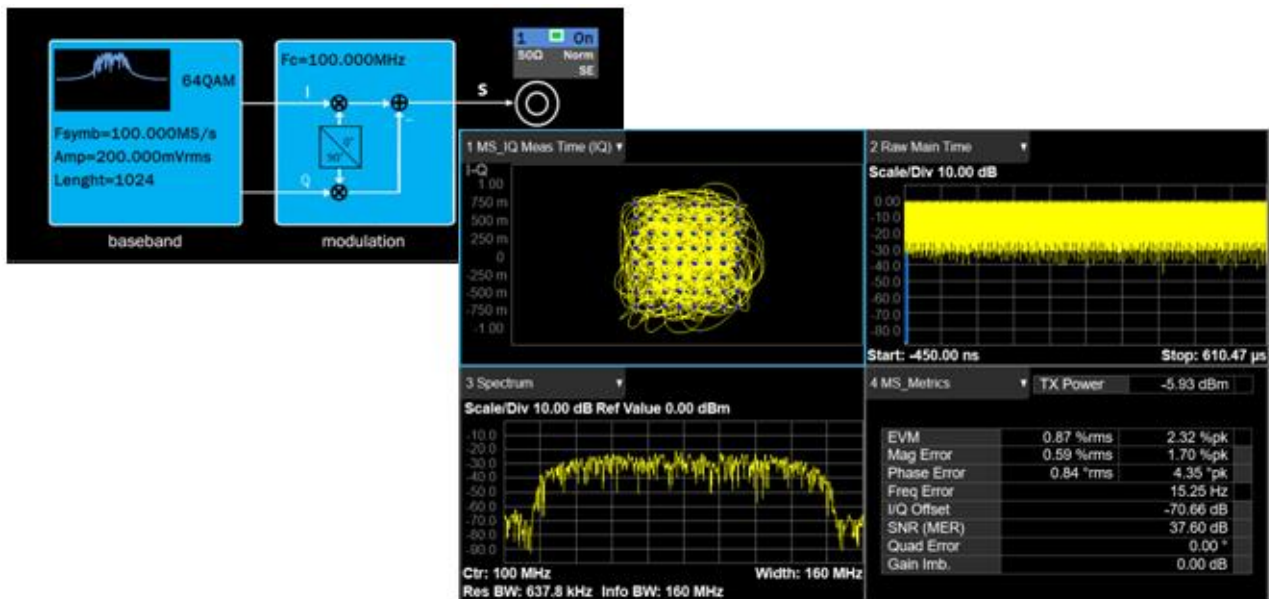 1 On
50Ω Norm
SE
64QAM
Fsymb=100.000MS/s
Amp=200.000mVrms
Lenght=1024
baseband
Fc=100.000MHz
I
0°
90°
Q
−
modulation
S
1 MS_IQ Meas Time (IQ) ▾
I-Q
1.00
750 m
500 m
250 m
0
-250 m
-500 m
-750 m
-1.00
2 Raw Main Time ▾
Scale/Div 10.00 dB
0.00
-10.0
-20.0
-30.0
-40.0
-50.0
-60.0
-70.0
-80.0
Start: -450.00 ns Stop: 610.47 µs
3 Spectrum ▾
Scale/Div 10.00 dB Ref Value 0.00 dBm
-10.0
-20.0
-30.0
-40.0
-50.0
-60.0
-70.0
-80.0
-90.0
Ctr: 100 MHz Width: 160 MHz
Res BW: 637.8 kHz Info BW: 160 MHz
4 MS_Metrics ▾ TX Power -5.93 dBm
EVM 0.87 %rms 2.32 %pk
Mag Error 0.59 %rms 1.70 %pk
Phase Error 0.84 °rms 4.35 °pk
Freq Error 15.25 Hz
I/Q Offset -70.66 dB
SNR (MER) 37.60 dB
Quad Error 0.00 °
Gain Imb. 0.00 dB